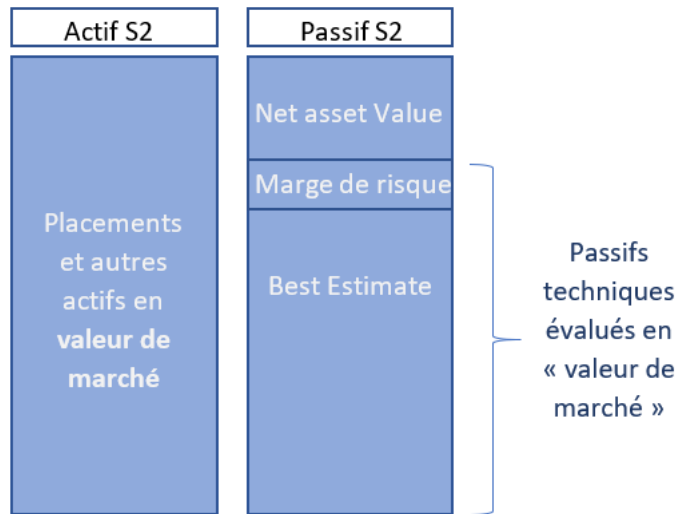 Actif S2
Passif S2
Placements
et autres
actifs en
valeur de
marché
Net asset Value
Marge de risque
Best Estimate
Passifs
techniques
évalués en
« valeur de
marché »